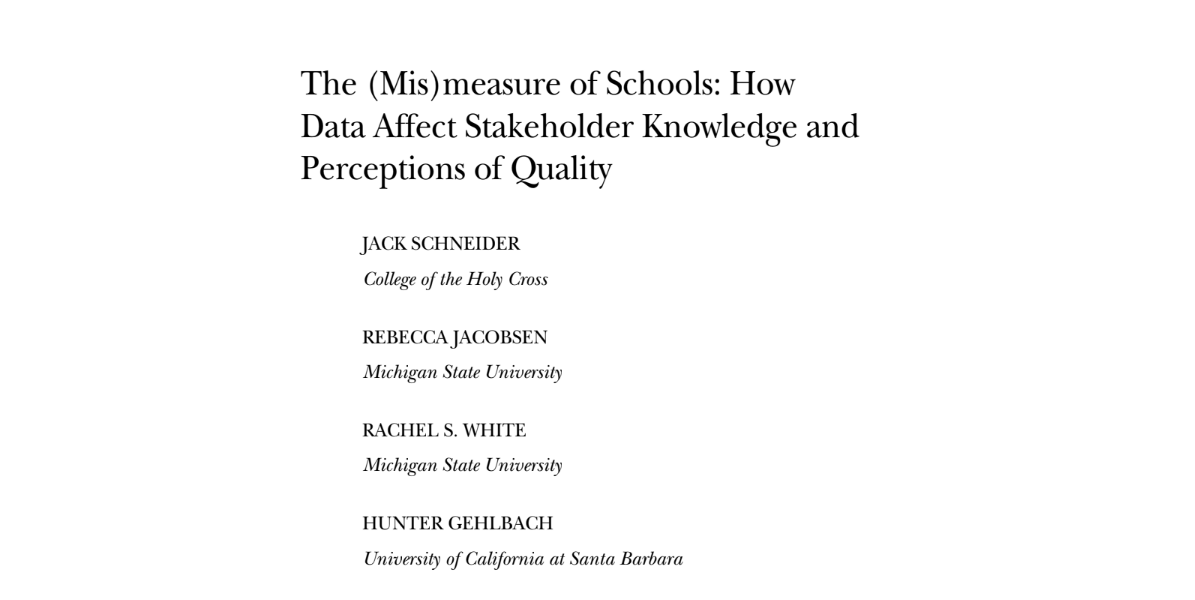 The (Mis)measure of Schools: How
Data Affect Stakeholder Knowledge and
Perceptions of Quality
JACK SCHNEIDER
College of the Holy Cross
REBECCA JACOBSEN
Michigan State University
RACHEL S. WHITE
Michigan State University
HUNTER GEHLBACH
University of California at Santa Barbara